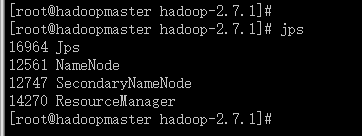 [root@hadoopmaster hadoop-2.7.1]#
[root@hadoopmaster hadoop-2.7.1]# jps
16964 Jps
12561 NameNode
12747 SecondaryNameNode
14270 ResourceManager
[root@hadoopmaster hadoop-2.7.1]#